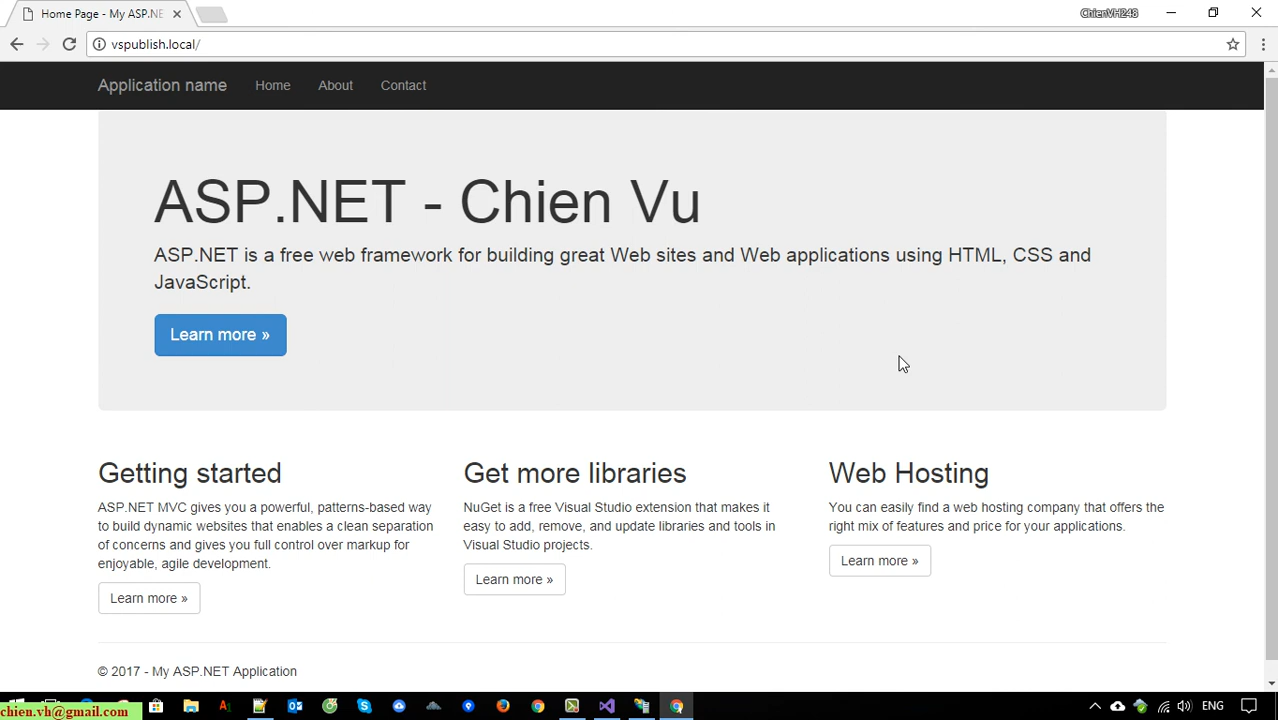 Home Page - My ASP.NE
ChienVH248
vspublish.local/
Application name Home About Contact
ASP.NET - Chien Vu
ASP.NET is a free web framework for building great Web sites and Web applications using HTML, CSS and
JavaScript.
Learn more »
Getting started
ASP.NET MVC gives you a powerful, patterns-based way
to build dynamic websites that enables a clean separation
of concerns and gives you full control over markup for
enjoyable, agile development.
Learn more »
Get more libraries
NuGet is a free Visual Studio extension that makes it
easy to add, remove, and update libraries and tools in
Visual Studio projects.
Learn more »
Web Hosting
You can easily find a web hosting company that offers the
right mix of features and price for your applications.
Learn more »
© 2017 - My ASP.NET Application
chien.vh@gmail.com
ENG